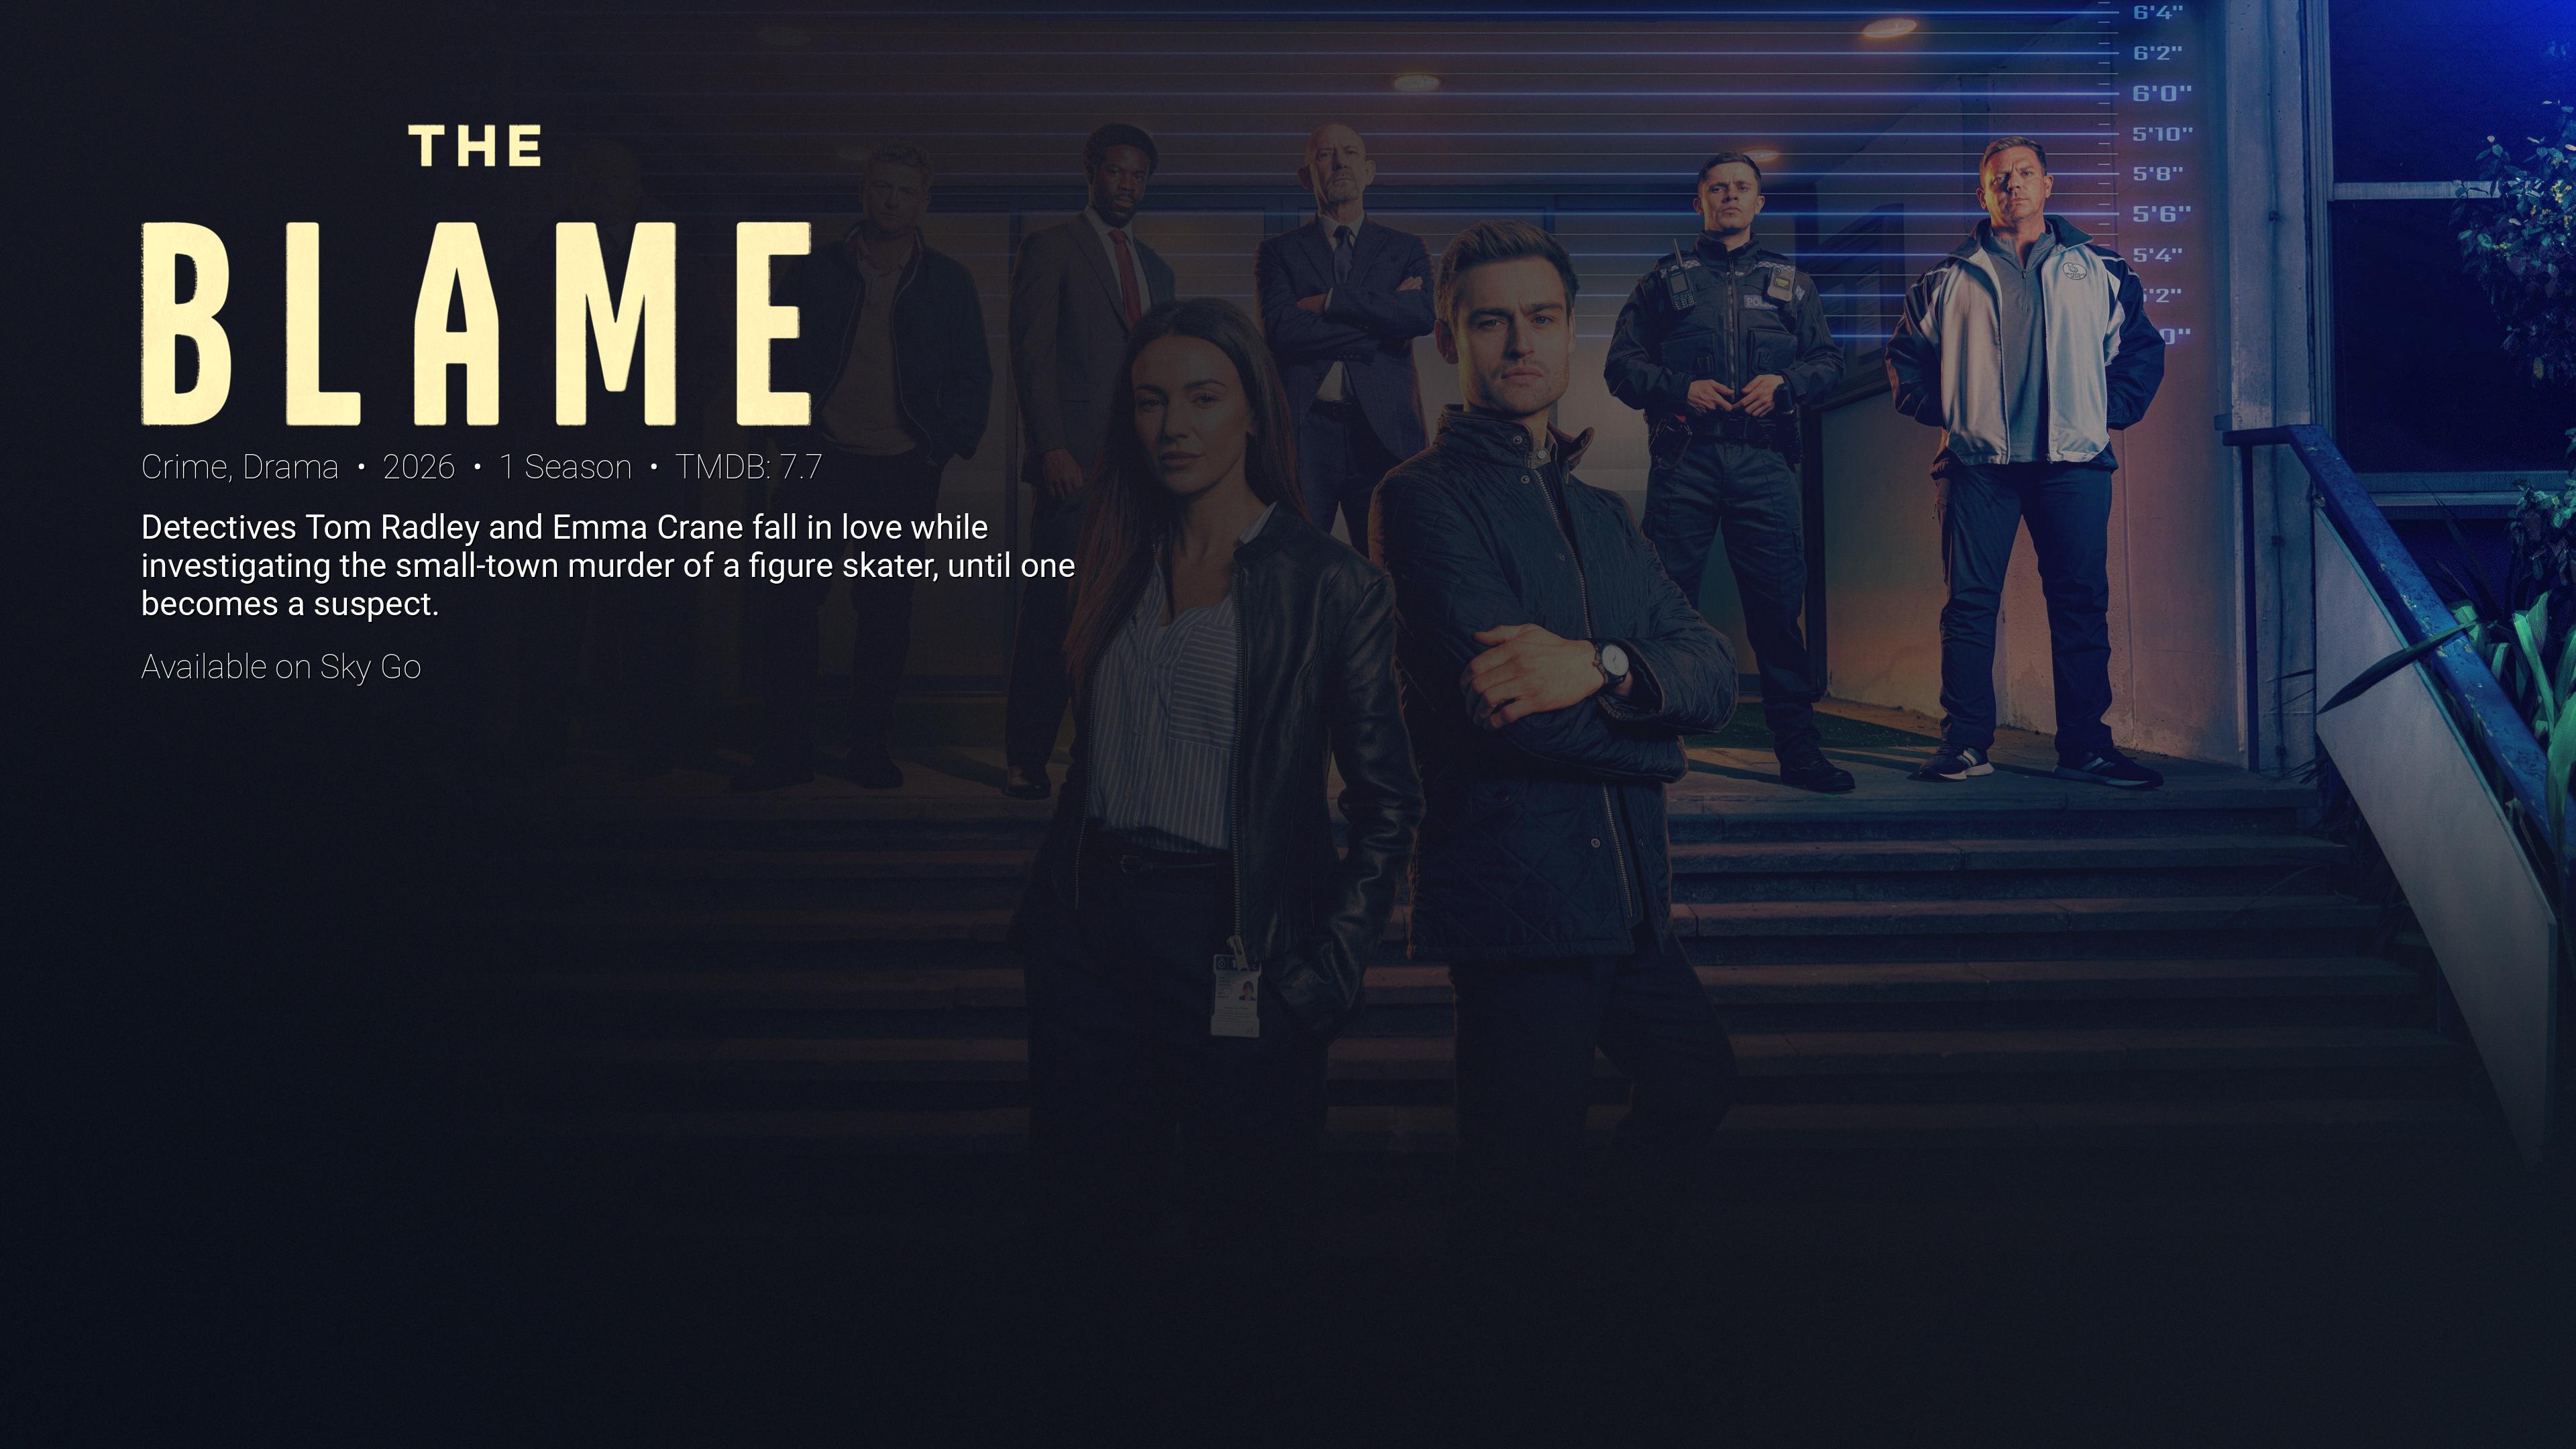 THE
BLAME
Crime, Drama • 2026 • 1 Season • TMDB: 7.7
Detectives Tom Radley and Emma Crane fall in love while
investigating the small-town murder of a figure skater, until one
becomes a suspect.
Available on Sky Go
6'4"
6'2"
6'0"
5'10"
5'8"
5'6"
5'4"
'2"
0"